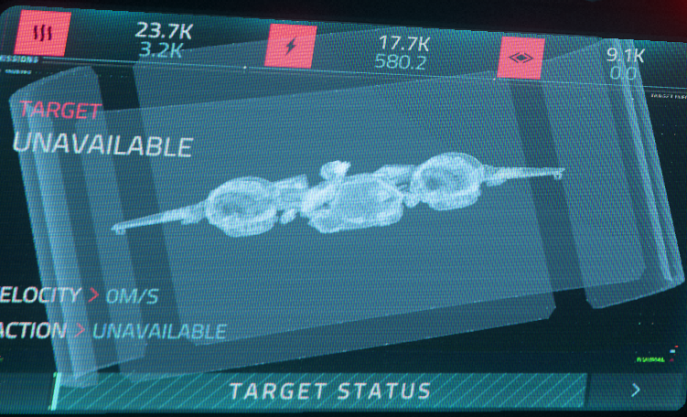 23.7K
3.2K
17.7K
580.2
9.1K
0.0
TARGET
UNAVAILABLE
ELOCITY > 0M/S
ACTION > UNAVAILABLE
TARGET STATUS >